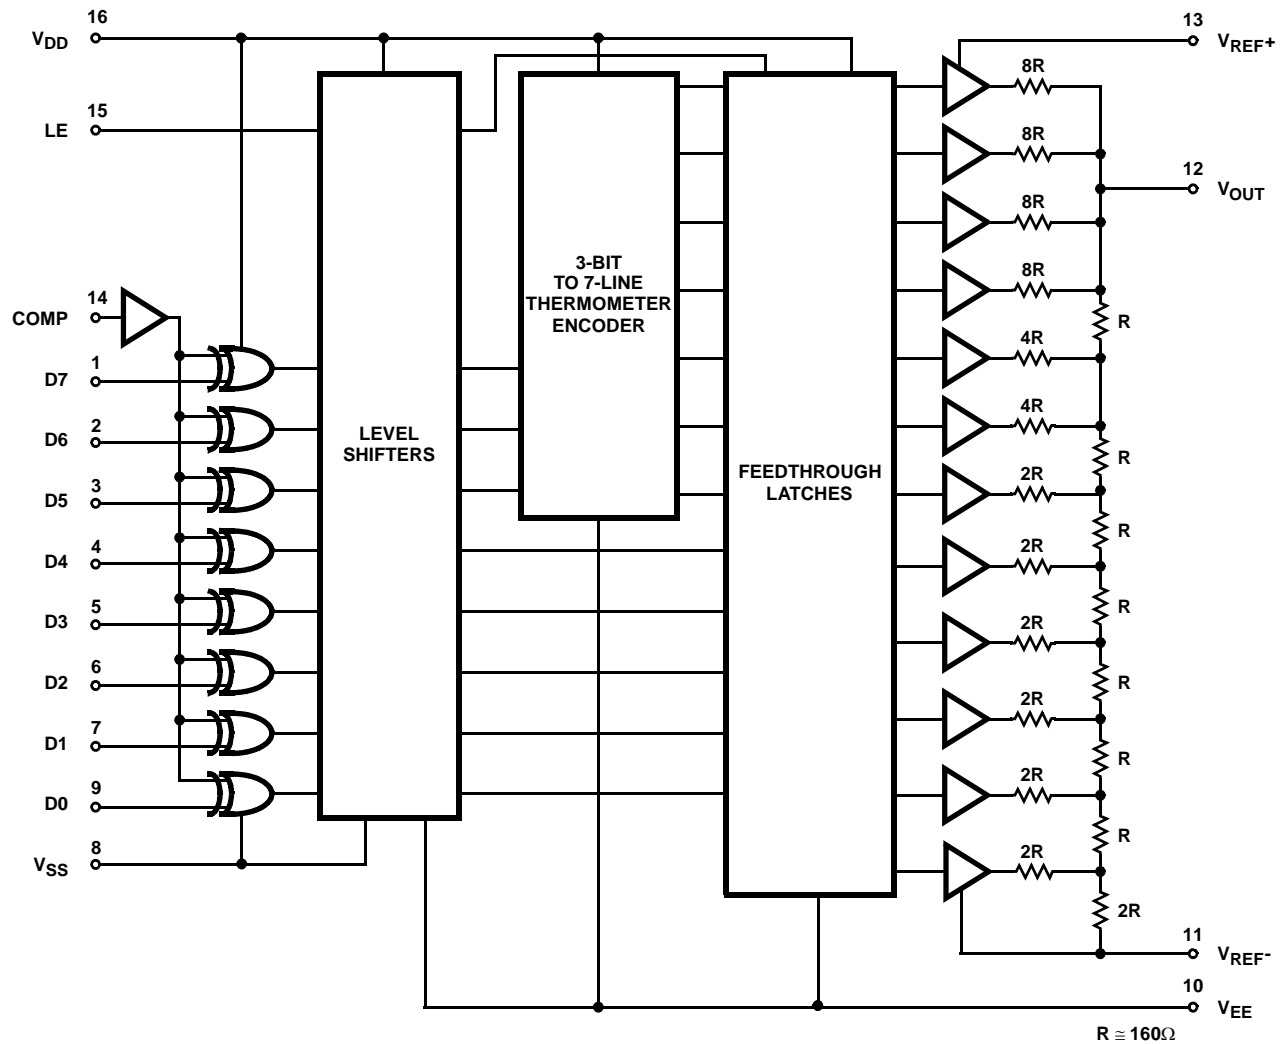 16
VDD
15
LE
14
COMP
1
D7
2
D6
3
D5
4
D4
5
D3
6
D2
7
D1
9
D0
8
VSS
LEVEL
SHIFTERS
3-BIT
TO 7-LINE
THERMOMETER
ENCODER
FEEDTHROUGH
LATCHES
8R
8R
8R
8R
4R
4R
2R
2R
2R
2R
2R
2R
R
R
R
R
R
R
R
2R
13
VREF+
12
VOUT
11
VREF-
10
VEE
R ≅ 160Ω